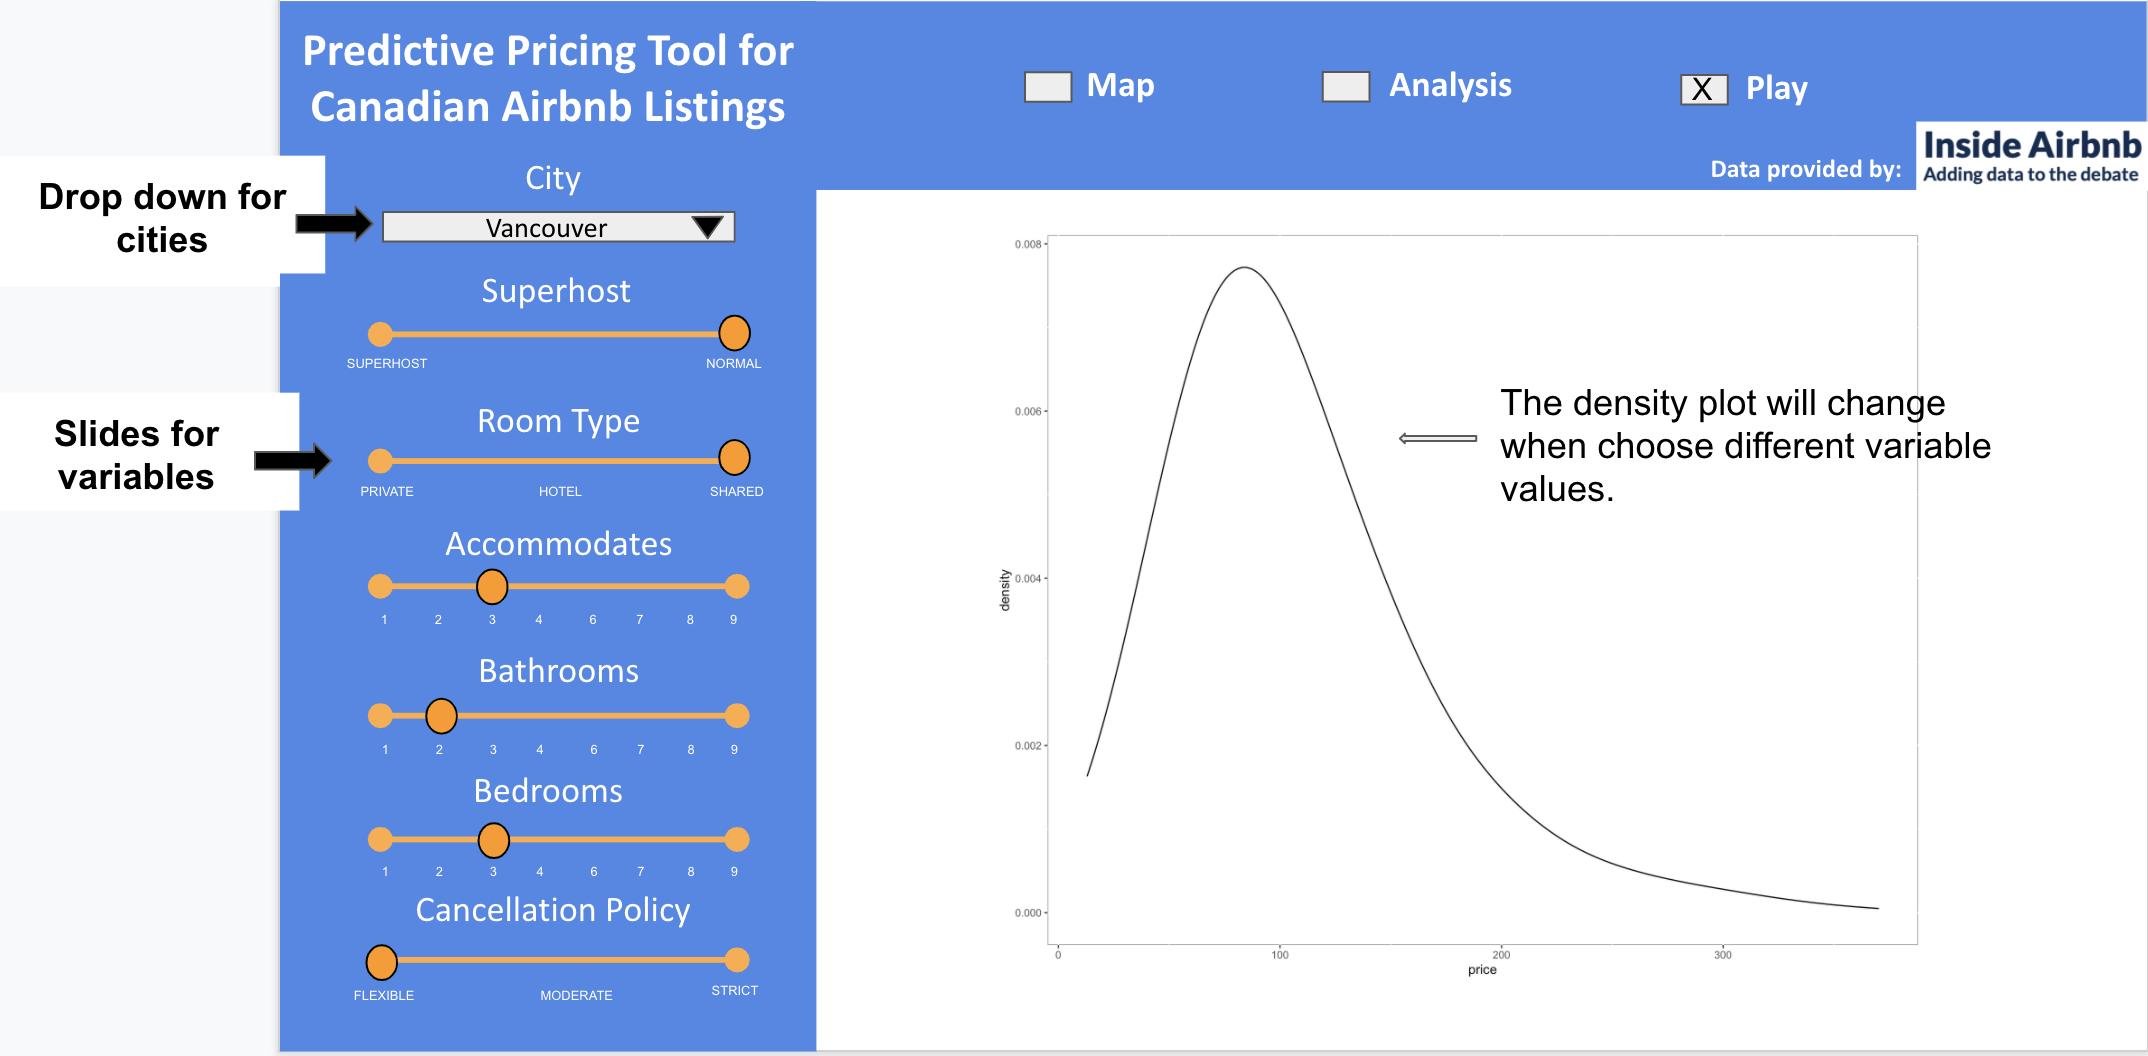 Predictive Pricing Tool for
Canadian Airbnb Listings
Map
Analysis
X Play
Data provided by:
Inside Airbnb
Adding data to the debate
Drop down for
cities
City
Vancouver
Superhost
SUPERHOST NORMAL
Slides for
variables
Room Type
PRIVATE HOTEL SHARED
Accommodates
1 2 3 4 6 7 8 9
Bathrooms
1 2 3 4 6 7 8 9
Bedrooms
1 2 3 4 6 7 8 9
Cancellation Policy
FLEXIBLE MODERATE STRICT
0.008
0.006
0.004
0.002
0.000
density
The density plot will change
when choose different variable
values.
0 100 200 300
price